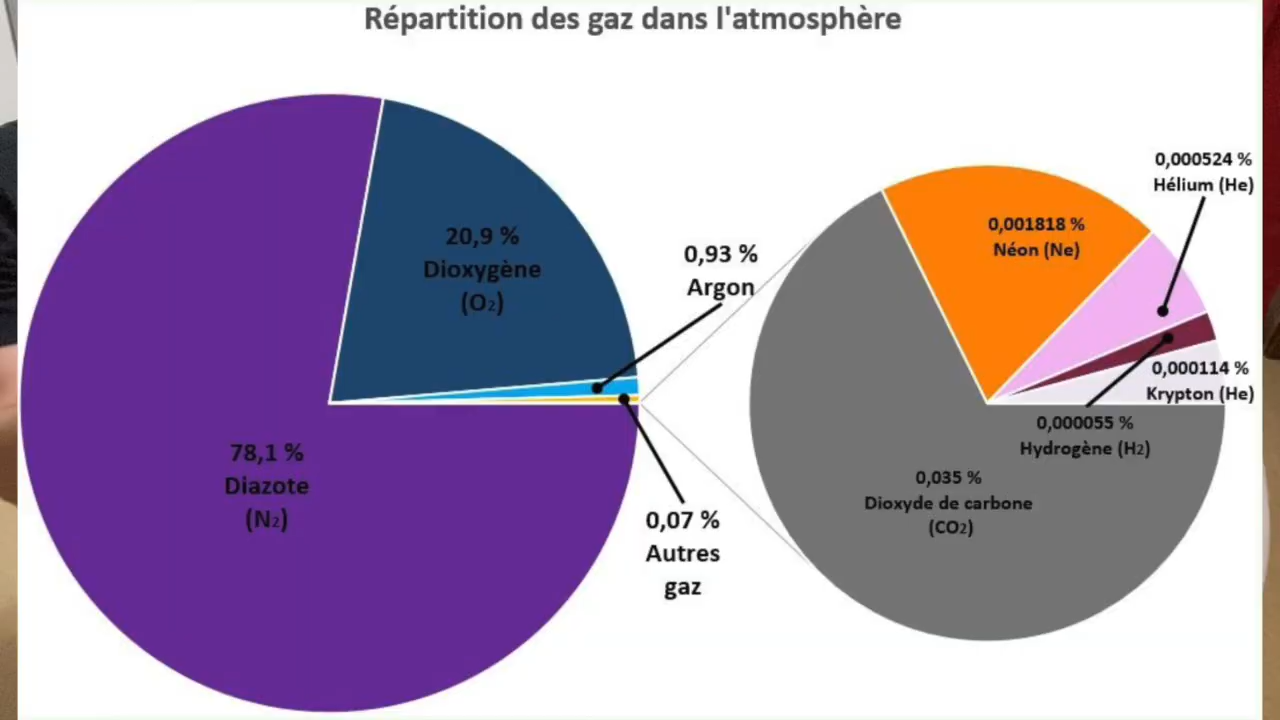 Répartition des gaz dans l'atmosphère
20,9 %
Dioxygène
(O2)
0,93 %
Argon
78,1 %
Diazote
(N2)
0,07 %
Autres
gaz
0,000524 %
Hélium (He)
0,001818 %
Néon (Ne)
0,000114 %
Krypton (He)
0,000055 %
Hydrogène (H2)
0,035 %
Dioxyde de carbone
(CO2)